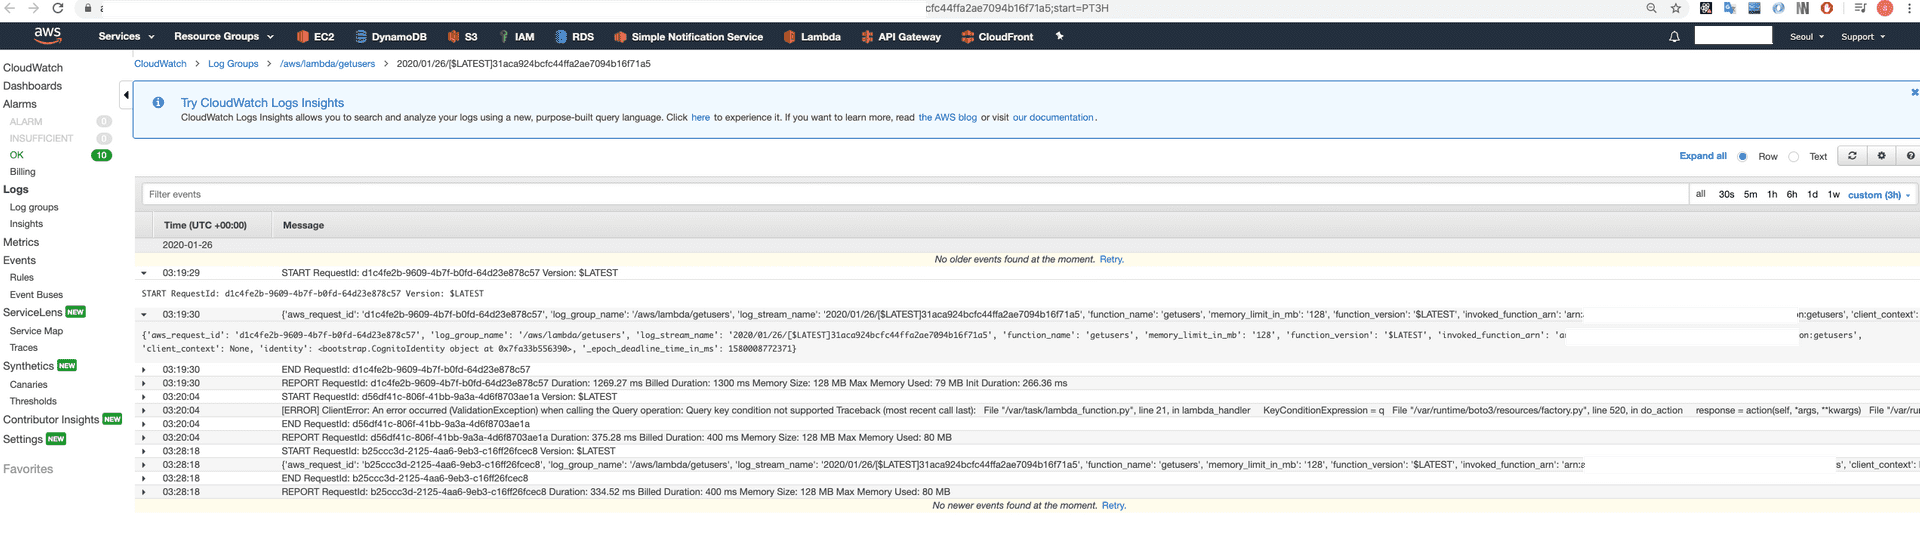 cfc44ffa2ae7094b16f71a5;start=PT3H
aws Services Resource Groups EC2 DynamoDB S3 IAM RDS Simple Notification Service Lambda API Gateway CloudFront Seoul Support
CloudWatch
Dashboards
Alarms
ALARM 0
INSUFFICIENT 0
OK 10
Billing
Logs
Log groups
Insights
Metrics
Events
Rules
Event Buses
ServiceLens NEW
Service Map
Traces
Synthetics NEW
Canaries
Thresholds
Contributor Insights NEW
Settings NEW
Favorites
CloudWatch > Log Groups > /aws/lambda/getusers > 2020/01/26/[$LATEST]31aca924bcfc44ffa2ae7094b16f71a5
Try CloudWatch Logs Insights
CloudWatch Logs Insights allows you to search and analyze your logs using a new, purpose-built query language. Click here to experience it. If you want to learn more, read the AWS blog or visit our documentation.
Expand all Row Text
Filter events all 30s 5m 1h 6h 1d 1w custom (3h)
Time (UTC +00:00) Message
2020-01-26
No older events found at the moment. Retry.
03:19:29 START RequestId: d1c4fe2b-9609-4b7f-b0fd-64d23e878c57 Version: $LATEST
START RequestId: d1c4fe2b-9609-4b7f-b0fd-64d23e878c57 Version: $LATEST
03:19:30 {'aws_request_id': 'd1c4fe2b-9609-4b7f-b0fd-64d23e878c57', 'log_group_name': '/aws/lambda/getusers', 'log_stream_name': '2020/01/26/[$LATEST]31aca924bcfc44ffa2ae7094b16f71a5', 'function_name': 'getusers', 'memory_limit_in_mb': '128', 'function_version': '$LATEST', 'invoked_function_arn': 'arn: on:getusers', 'client_context':
{'aws_request_id': 'd1c4fe2b-9609-4b7f-b0fd-64d23e878c57', 'log_group_name': '/aws/lambda/getusers', 'log_stream_name': '2020/01/26/[$LATEST]31aca924bcfc44ffa2ae7094b16f71a5', 'function_name': 'getusers', 'memory_limit_in_mb': '128', 'function_version': '$LATEST', 'invoked_function_arn': 'ar on:getusers',
'client_context': None, 'identity': <bootstrap.CognitoIdentity object at 0x7fa33b556390>, '_epoch_deadline_time_in_ms': 1580008772371}
03:19:30 END RequestId: d1c4fe2b-9609-4b7f-b0fd-64d23e878c57
03:19:30 REPORT RequestId: d1c4fe2b-9609-4b7f-b0fd-64d23e878c57 Duration: 1269.27 ms Billed Duration: 1300 ms Memory Size: 128 MB Max Memory Used: 79 MB Init Duration: 266.36 ms
03:20:04 START RequestId: d56df41c-806f-41bb-9a3a-4d6f8703ae1a Version: $LATEST
03:20:04 [ERROR] ClientError: An error occurred (ValidationException) when calling the Query operation: Query key condition not supported Traceback (most recent call last): File "/var/task/lambda_function.py", line 21, in lambda_handler KeyConditionExpression = q File "/var/runtime/boto3/resources/factory.py", line 520, in do_action response = action(self, *args, **kwargs) File "/var/run
03:20:04 END RequestId: d56df41c-806f-41bb-9a3a-4d6f8703ae1a
03:20:04 REPORT RequestId: d56df41c-806f-41bb-9a3a-4d6f8703ae1a Duration: 375.28 ms Billed Duration: 400 ms Memory Size: 128 MB Max Memory Used: 80 MB
03:28:18 START RequestId: b25ccc3d-2125-4aa6-9eb3-c16ff26fcec8 Version: $LATEST
03:28:18 {'aws_request_id': 'b25ccc3d-2125-4aa6-9eb3-c16ff26fcec8', 'log_group_name': '/aws/lambda/getusers', 'log_stream_name': '2020/01/26/[$LATEST]31aca924bcfc44ffa2ae7094b16f71a5', 'function_name': 'getusers', 'memory_limit_in_mb': '128', 'function_version': '$LATEST', 'invoked_function_arn': 'arn:a s', 'client_context':
03:28:18 END RequestId: b25ccc3d-2125-4aa6-9eb3-c16ff26fcec8
03:28:18 REPORT RequestId: b25ccc3d-2125-4aa6-9eb3-c16ff26fcec8 Duration: 334.52 ms Billed Duration: 400 ms Memory Size: 128 MB Max Memory Used: 80 MB
No newer events found at the moment. Retry.